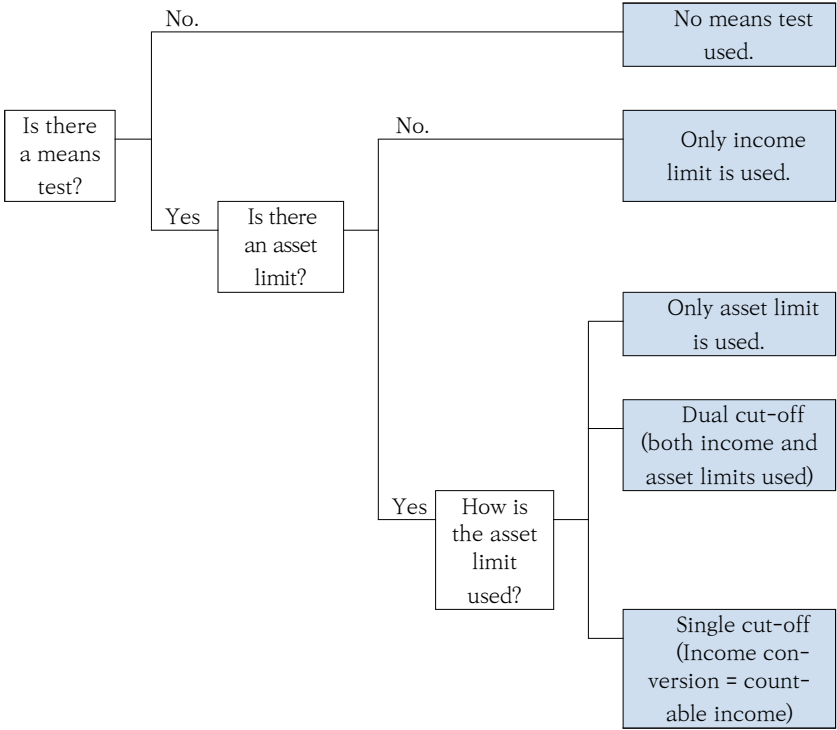 No.
No means test
used.
Is there
a means
test?
No.
Only income
limit is used.
Yes
Is there
an asset
limit?
Only asset limit
is used.
Dual cut-off
(both income and
asset limits used)
Yes
How is
the asset
limit
used?
Single cut-off
(Income con-
version = count-
able income)